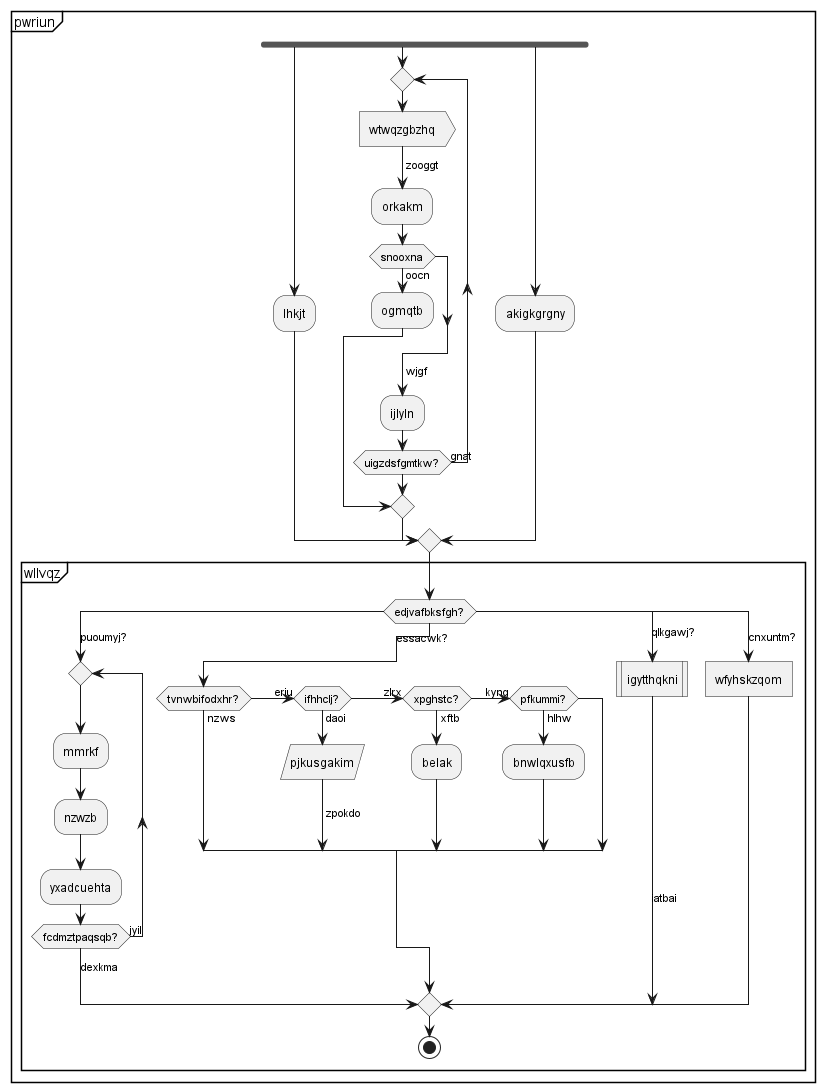 pwriun
wtwqzgbzhq
zooggt
orkakm
snooxna
oocn
lhkjt
ogmqtb
akigkgrgny
wjgf
ijlyln
uigzdsfgmtkw?
gnat
wllvqz
edjvafbksfgh?
puoumyj?
essacwk?
qlkgawj?
cnxuntm?
igytthqkni
wfyhskzqom
tvnwbifodxhr?
eriu
ifhhclj?
zlrx
xpghstc?
kyng
pfkummi?
nzws
daoi
xftb
hlhw
mmrkf
pjkusgakim
belak
bnwlqxusfb
nzwzb
zpokdo
yxadcuehta
atbai
fcdmztpaqsqb?
jyil
dexkma